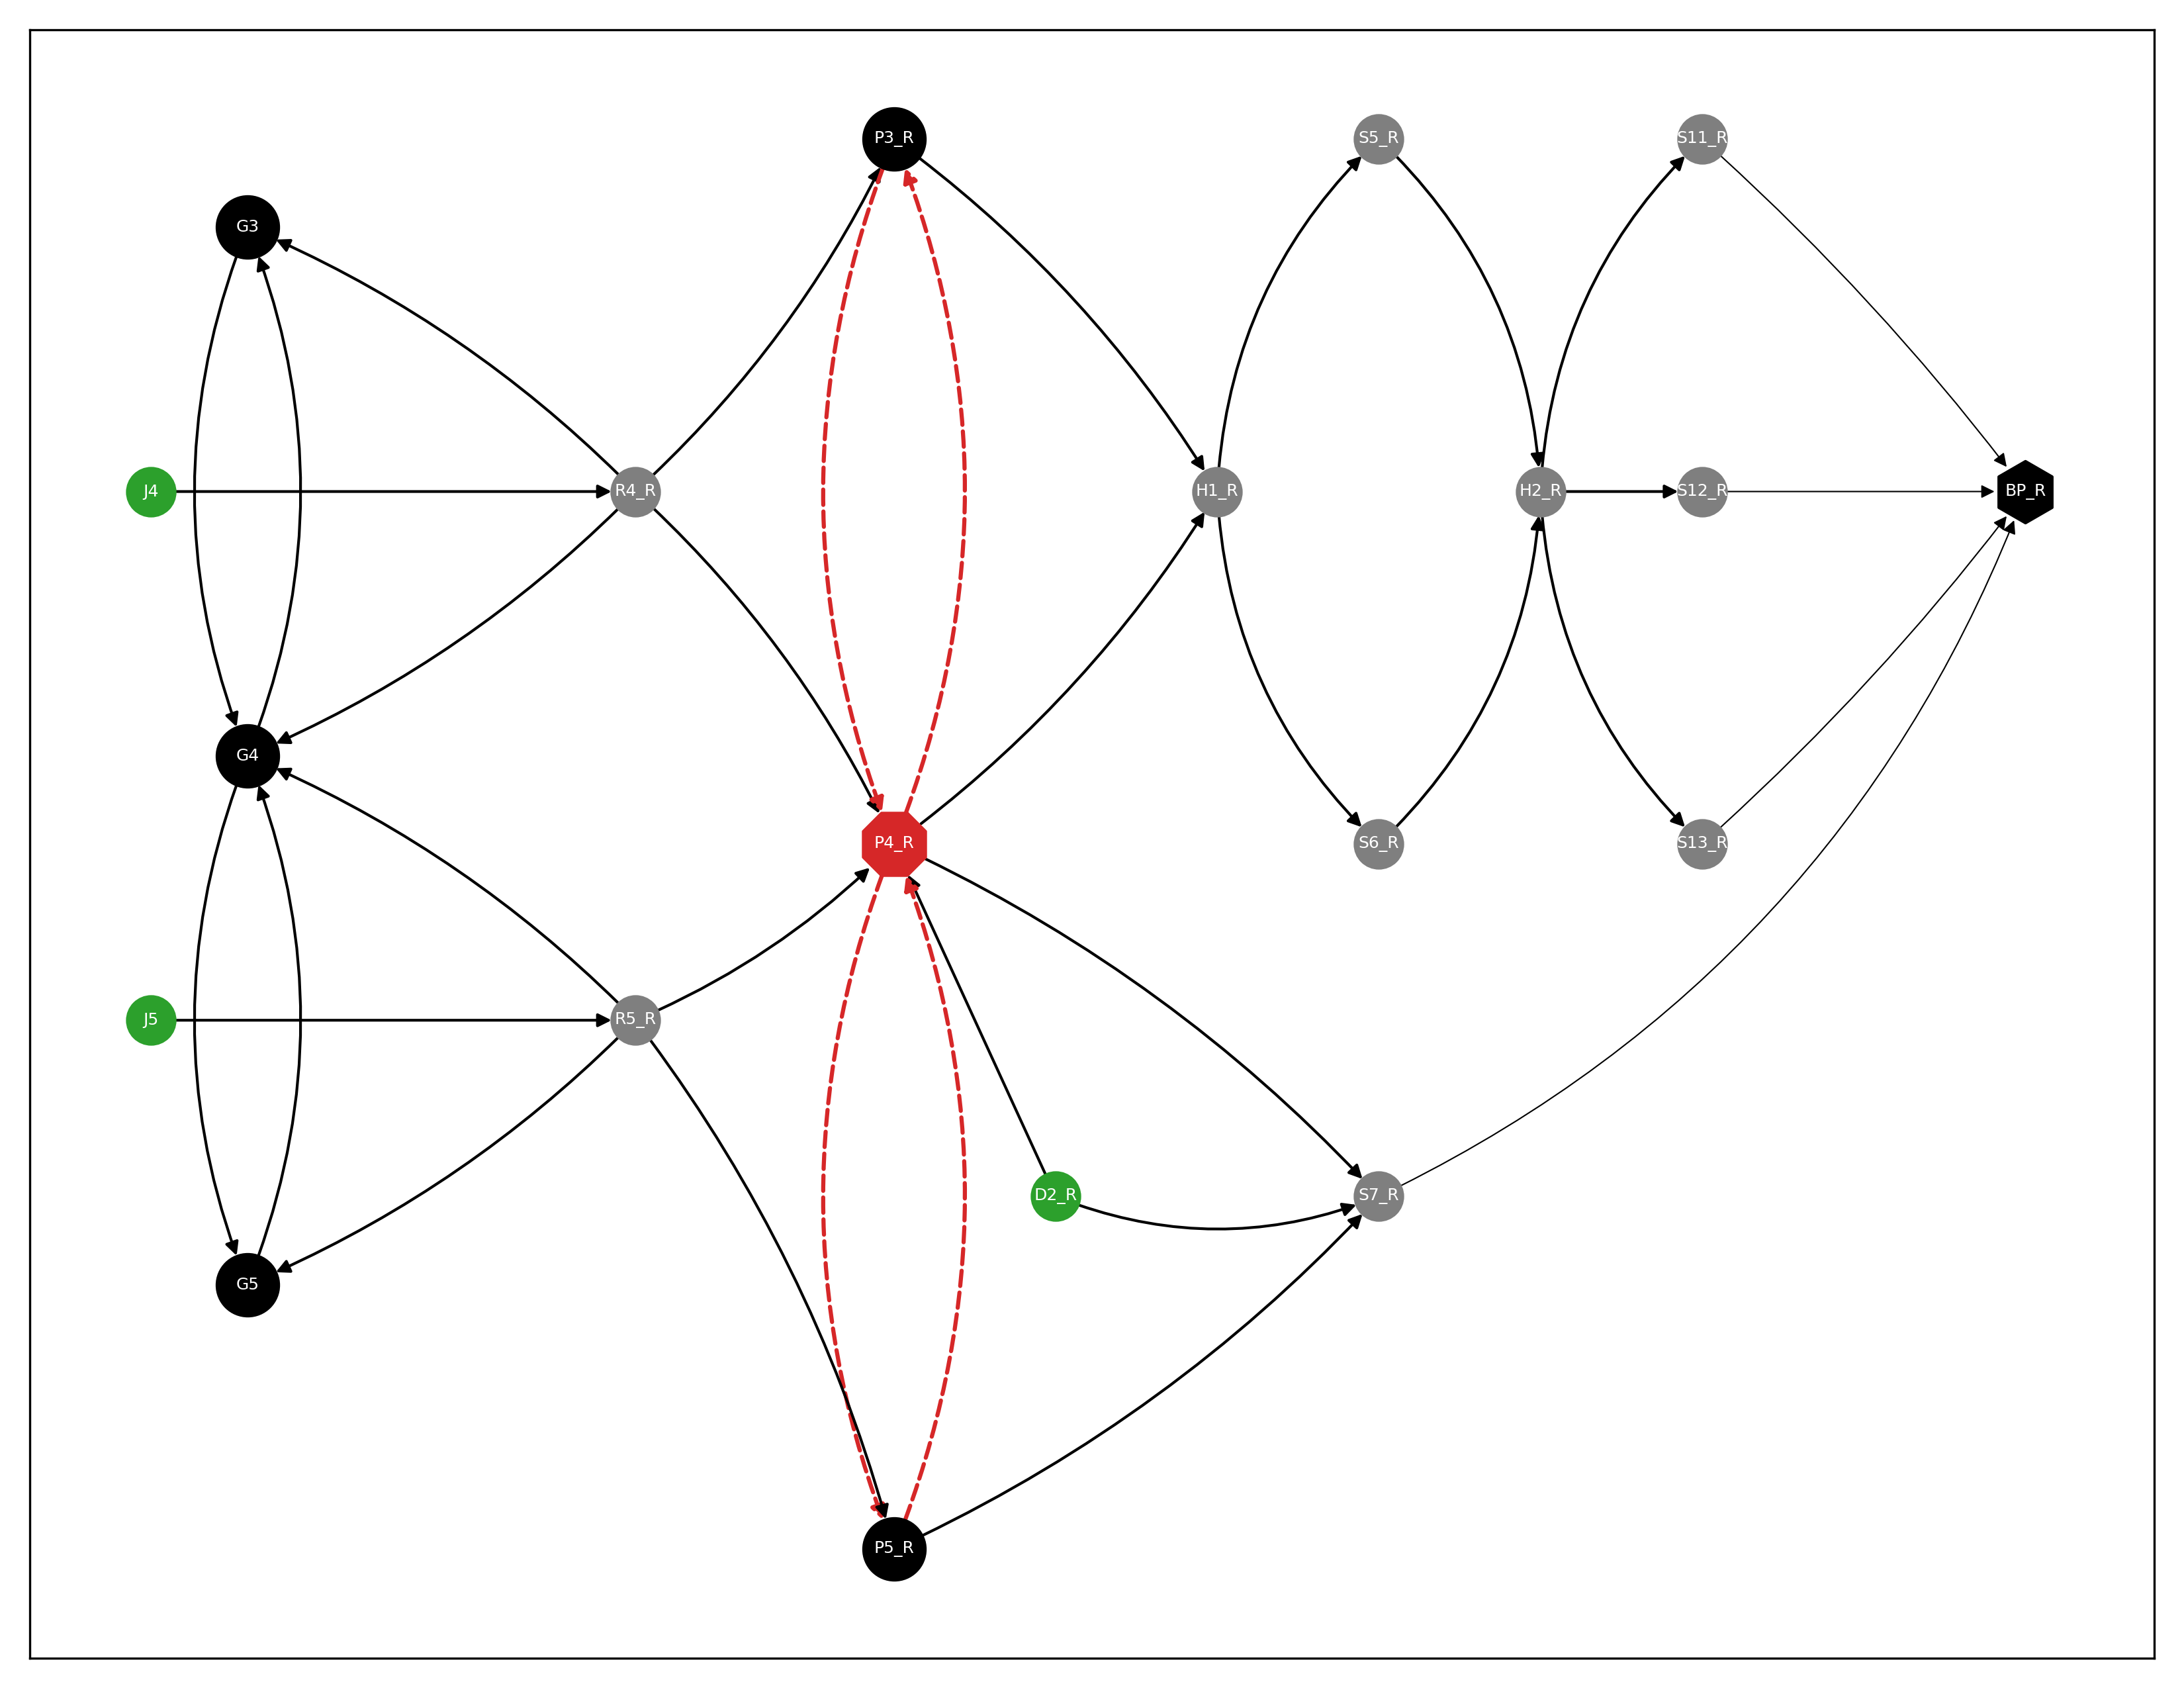 P3_R
S5_R
S11_R
G3
J4
R4_R
H1_R
H2_R
S12_R
BP_R
G4
P4_R
S6_R
S13_R
J5
R5_R
D2_R
S7_R
G5
P5_R